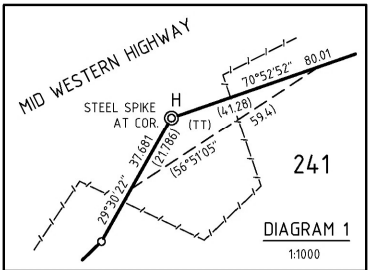 MID WESTERN HIGHWAY
H
STEEL SPIKE
AT COR.
70°52'52"
80.01
(41.28)
(TT)
59.4)
(56°51'05"
37.681
(21.786)
29°30'22"
241
DIAGRAM 1
1:1000